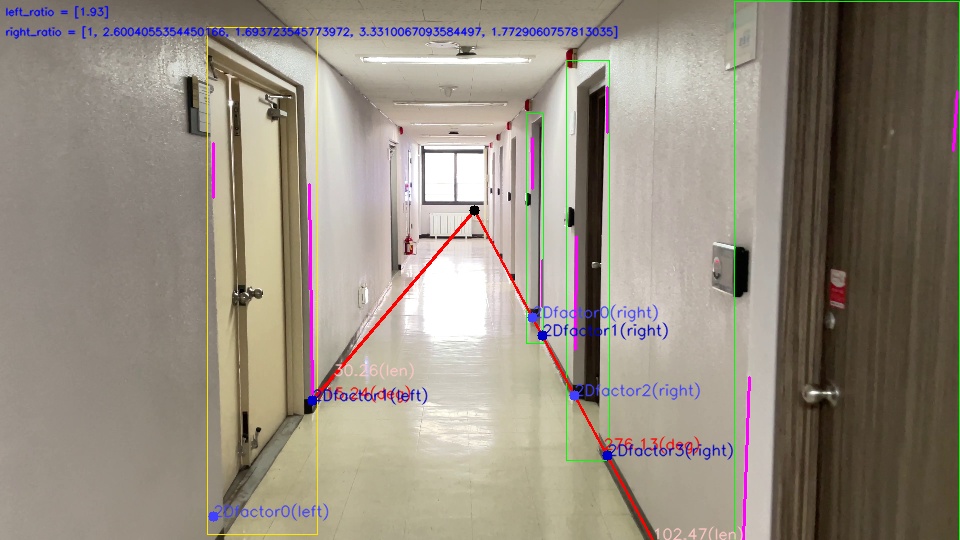 left_ratio = [1.93]
right_ratio = [1, 2.6004055354450166, 1.693723545773972, 3.3310067093584497, 1.7729060757813035]
2Dfactor0(right)
2Dfactor1(right)
30.26(len)
2Dfactor2(right)
2Dfactor1(left)
276.13(deg)
2Dfactor3(right)
2Dfactor0(left)
102.47(len)